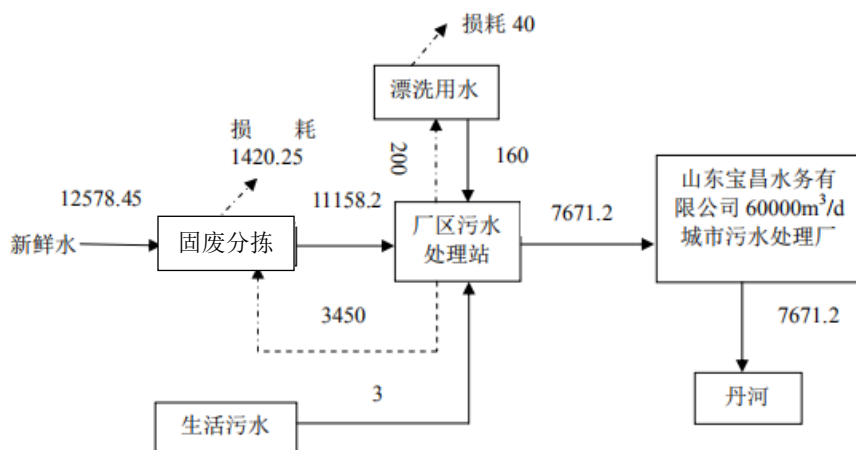 损耗 40
漂洗用水
损 耗
1420.25
200
160
12578.45
11158.2
7671.2
山东宝昌水务有
限公司 60000m³/d
城市污水处理厂
新鲜水
固废分拣
厂区污水
处理站
3450
7671.2
3
丹河
生活污水